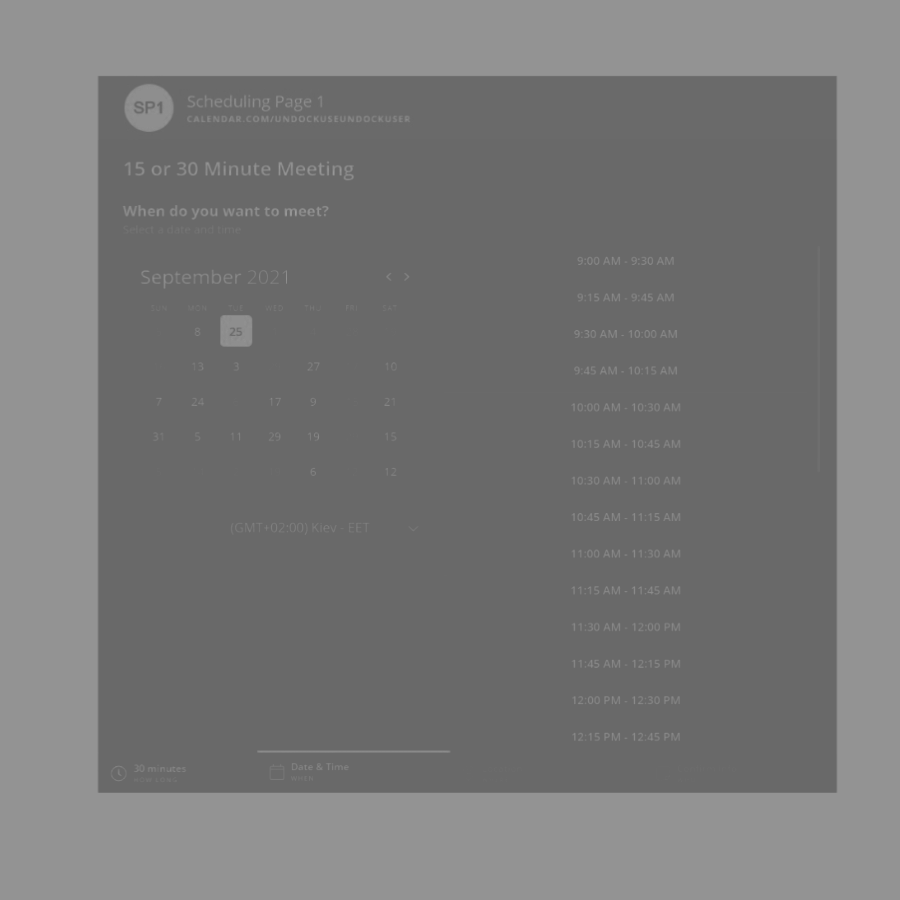 SP1
Scheduling Page 1
CALENDAR.COM/UNDOCKUSEUNDOCKUSER
15 or 30 Minute Meeting
When do you want to meet?
Select a date and time
September 2021 < >
SUN MON TUE WED THU FRI SAT
8 25
13 3 27 10
7 24 17 9 21
31 5 11 29 19 15
6 12
(GMT+02:00) Kiev - EET
9:00 AM - 9:30 AM
9:15 AM - 9:45 AM
9:30 AM - 10:00 AM
9:45 AM - 10:15 AM
10:00 AM - 10:30 AM
10:15 AM - 10:45 AM
10:30 AM - 11:00 AM
10:45 AM - 11:15 AM
11:00 AM - 11:30 AM
11:15 AM - 11:45 AM
11:30 AM - 12:00 PM
11:45 AM - 12:15 PM
12:00 PM - 12:30 PM
12:15 PM - 12:45 PM
30 minutes
HOW LONG
Date & Time
WHEN